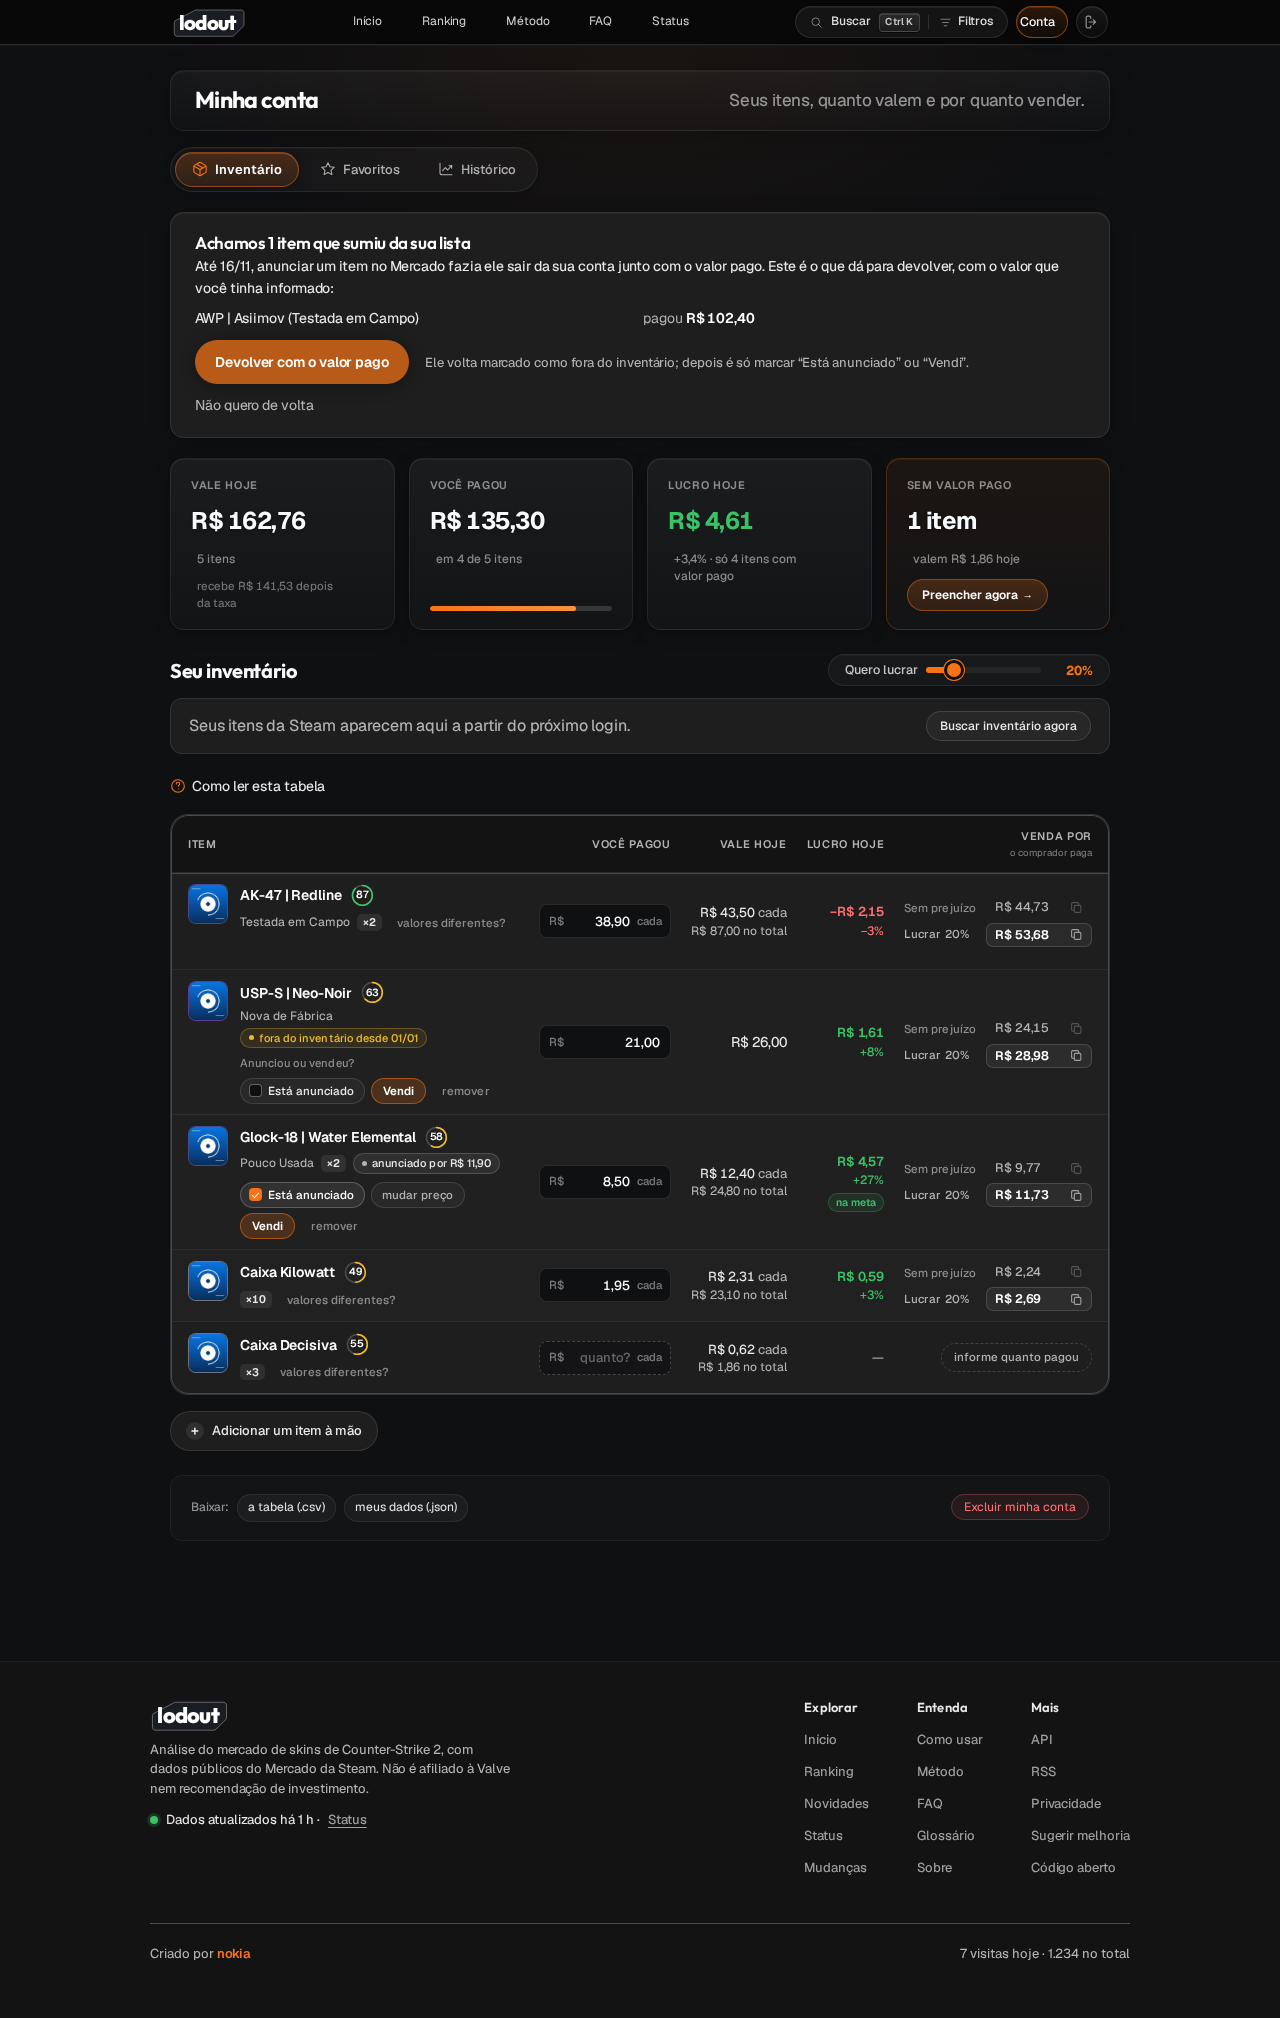 lodout
Início
Ranking
Método
FAQ
Status
Buscar
Ctrl K
Filtros
Conta
Minha conta
Seus itens, quanto valem e por quanto vender.
Inventário
Favoritos
Histórico
Achamos 1 item que sumiu da sua lista
Até 16/11, anunciar um item no Mercado fazia ele sair da sua conta junto com o valor pago. Este é o que dá para devolver, com o valor que
você tinha informado:
AWP | Asiimov (Testada em Campo)
pagou R$ 102,40
Devolver com o valor pago
Ele volta marcado como fora do inventário; depois é só marcar “Está anunciado” ou “Vendi”.
Não quero de volta
VALE HOJE
R$ 162,76
5 itens
recebe R$ 141,53 depois
da taxa
VOCÊ PAGOU
R$ 135,30
em 4 de 5 itens
LUCRO HOJE
R$ 4,61
+3,4% · só 4 itens com
valor pago
SEM VALOR PAGO
1 item
valem R$ 1,86 hoje
Preencher agora →
Seu inventário
Quero lucrar
20%
Seus itens da Steam aparecem aqui a partir do próximo login.
Buscar inventário agora
Como ler esta tabela
ITEM
VOCÊ PAGOU
VALE HOJE
LUCRO HOJE
VENDA POR
o comprador paga
AK-47 | Redline
87
Testada em Campo
×2
valores diferentes?
R$ 38,90 cada
R$ 43,50 cada
R$ 87,00 no total
−R$ 2,15
−3%
Sem prejuízo
R$ 44,73
Lucrar 20%
R$ 53,68
USP-S | Neo-Noir
63
Nova de Fábrica
fora do inventário desde 01/01
Anunciou ou vendeu?
Está anunciado
Vendi
remover
R$ 21,00
R$ 26,00
R$ 1,61
+8%
Sem prejuízo
R$ 24,15
Lucrar 20%
R$ 28,98
Glock-18 | Water Elemental
58
Pouco Usada
×2
anunciado por R$ 11,90
Está anunciado
mudar preço
Vendi
remover
R$ 8,50 cada
R$ 12,40 cada
R$ 24,80 no total
R$ 4,57
+27%
na meta
Sem prejuízo
R$ 9,77
Lucrar 20%
R$ 11,73
Caixa Kilowatt
49
×10
valores diferentes?
R$ 1,95 cada
R$ 2,31 cada
R$ 23,10 no total
R$ 0,59
+3%
Sem prejuízo
R$ 2,24
Lucrar 20%
R$ 2,69
Caixa Decisiva
55
×3
valores diferentes?
R$ quanto? cada
R$ 0,62 cada
R$ 1,86 no total
—
informe quanto pagou
+ Adicionar um item à mão
Baixar:
a tabela (.csv)
meus dados (.json)
Excluir minha conta
lodout
Análise do mercado de skins de Counter-Strike 2, com
dados públicos do Mercado da Steam. Não é afiliado à Valve
nem recomendação de investimento.
Dados atualizados há 1 h · Status
Explorar
Início
Ranking
Novidades
Status
Mudanças
Entenda
Como usar
Método
FAQ
Glossário
Sobre
Mais
API
RSS
Privacidade
Sugerir melhoria
Código aberto
Criado por nokia
7 visitas hoje · 1.234 no total